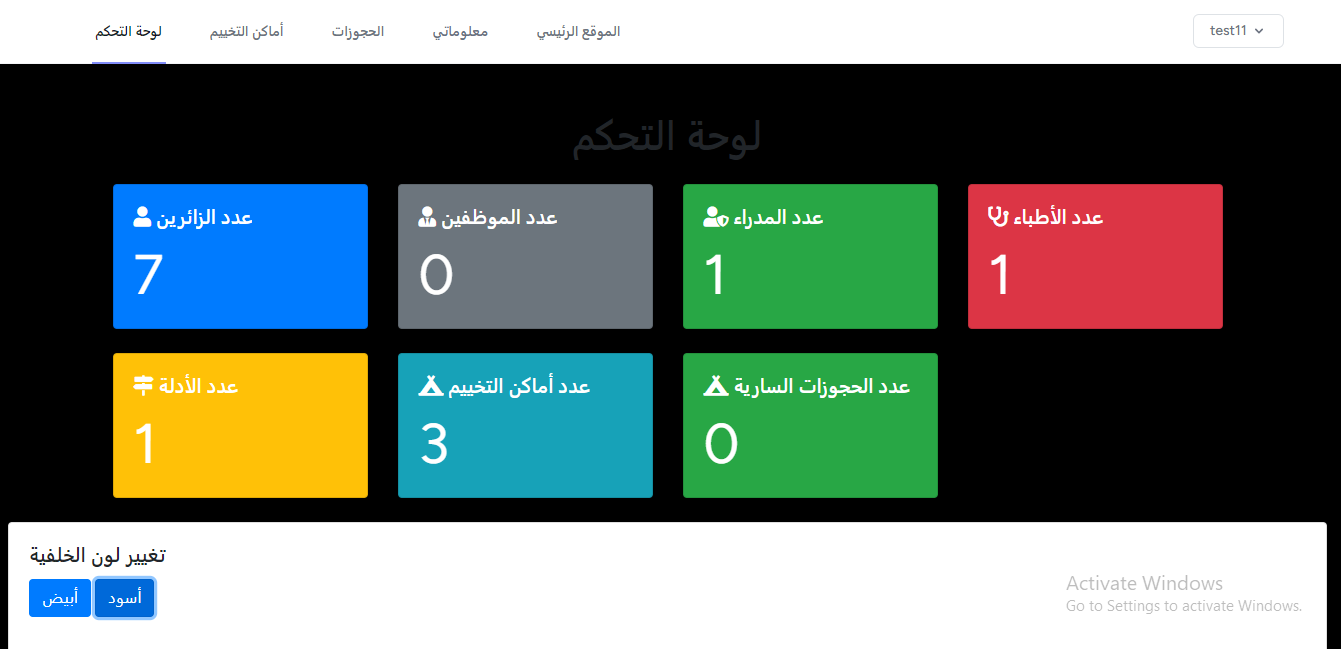 لوحة التحكم
أماكن التخييم
الحجوزات
معلوماتي
الموقع الرئيسي
test11
لوحة التحكم
عدد الزائرين
7
عدد الموظفين
0
عدد المدراء
1
عدد الأطباء
1
عدد الأدلة
1
عدد أماكن التخييم
3
عدد الحجوزات السارية
0
تغيير لون الخلفية
أبيض
أسود
Activate Windows
Go to Settings to activate Windows.